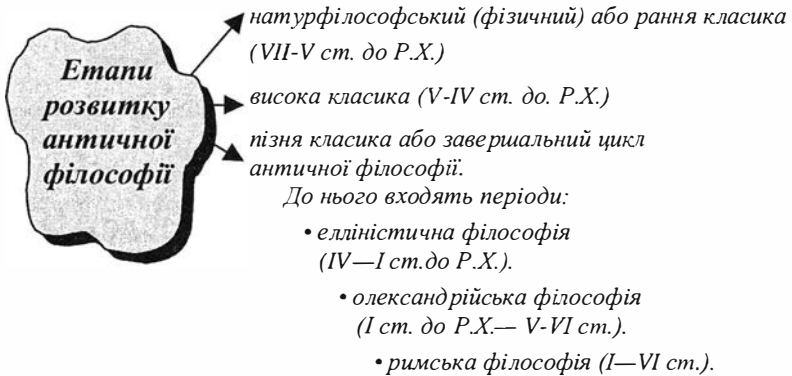 Етапи
розвитку
античної
філософії
натурфілософський (фізичний) або рання класика
(VII-V ст. до Р.Х.)
висока класика (V-IV ст. до. Р.Х.)
пізня класика або завершальний цикл
античної філософії.
До нього входять періоди:
• елліністична філософія
(IV—I ст.до Р.Х.).
• олександрійська філософія
(I ст. до Р.Х.— V-VI ст.).
• римська філософія (I—VI ст.).